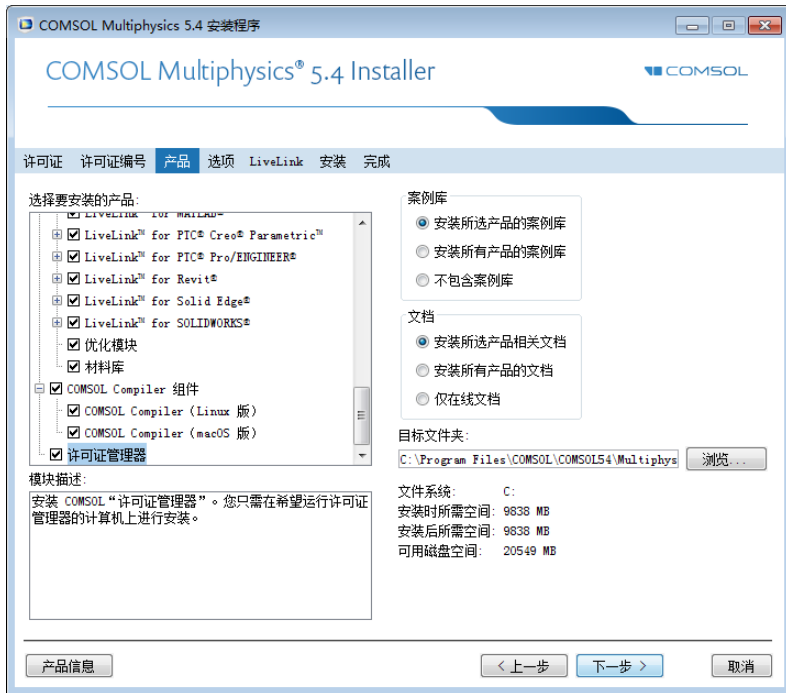 COMSOL Multiphysics 5.4 安装程序
COMSOL Multiphysics® 5.4 Installer
COMSOL
许可证 许可证编号 产品 选项 LiveLink 安装 完成
选择要安装的产品:
LiveLink™ for MATLAB®
LiveLink™ for PTC® Creo® Parametric™
LiveLink™ for PTC® Pro/ENGINEER®
LiveLink™ for Revit®
LiveLink™ for Solid Edge®
LiveLink™ for SOLIDWORKS®
优化模块
材料库
COMSOL Compiler 组件
COMSOL Compiler (Linux 版)
COMSOL Compiler (macOS 版)
许可证管理器
模块描述:
安装 COMSOL“许可证管理器”。您只需在希望运行许可证
管理器的计算机上进行安装。
案例库
安装所选产品的案例库
安装所有产品的案例库
不包含案例库
文档
安装所选产品相关文档
安装所有产品的文档
仅在线文档
目标文件夹:
C:\Program Files\COMSOL\COMSOL54\Multiphys 浏览...
文件系统: C:
安装时所需空间: 9838 MB
安装后所需空间: 9838 MB
可用磁盘空间: 20549 MB
产品信息 < 上一步 下一步 > 取消